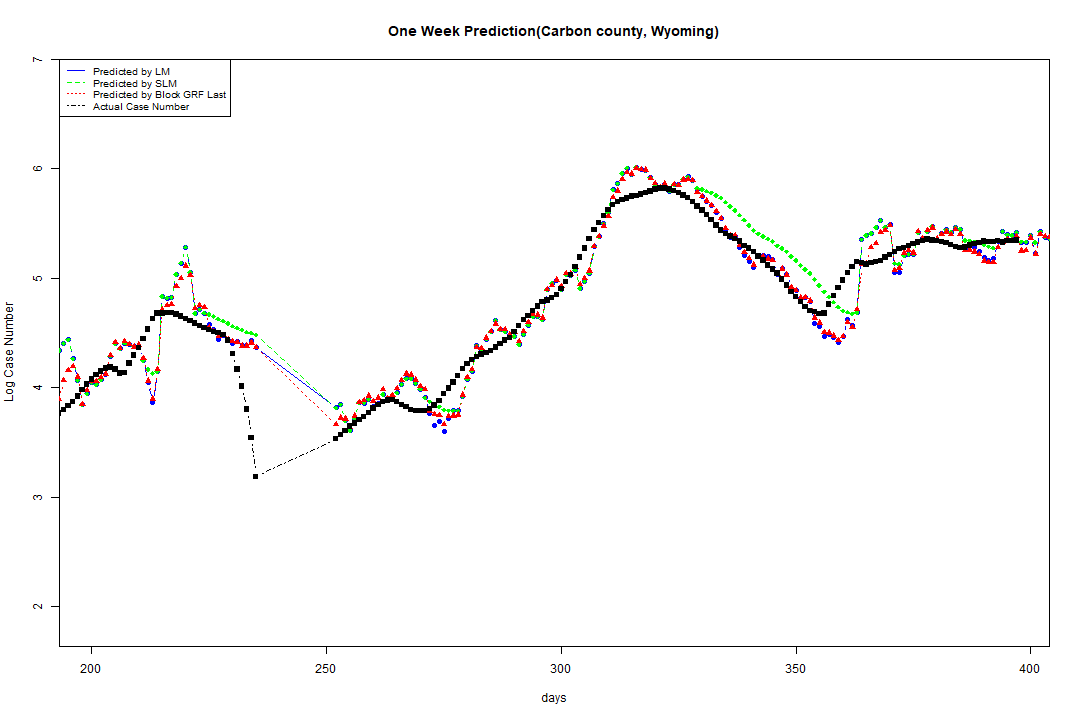 One Week Prediction(Carbon county, Wyoming)
Predicted by LM
Predicted by SLM
Predicted by Block GRF Last
Actual Case Number
7
6
5
4
3
2
Log Case Number
200
250
300
350
400
days